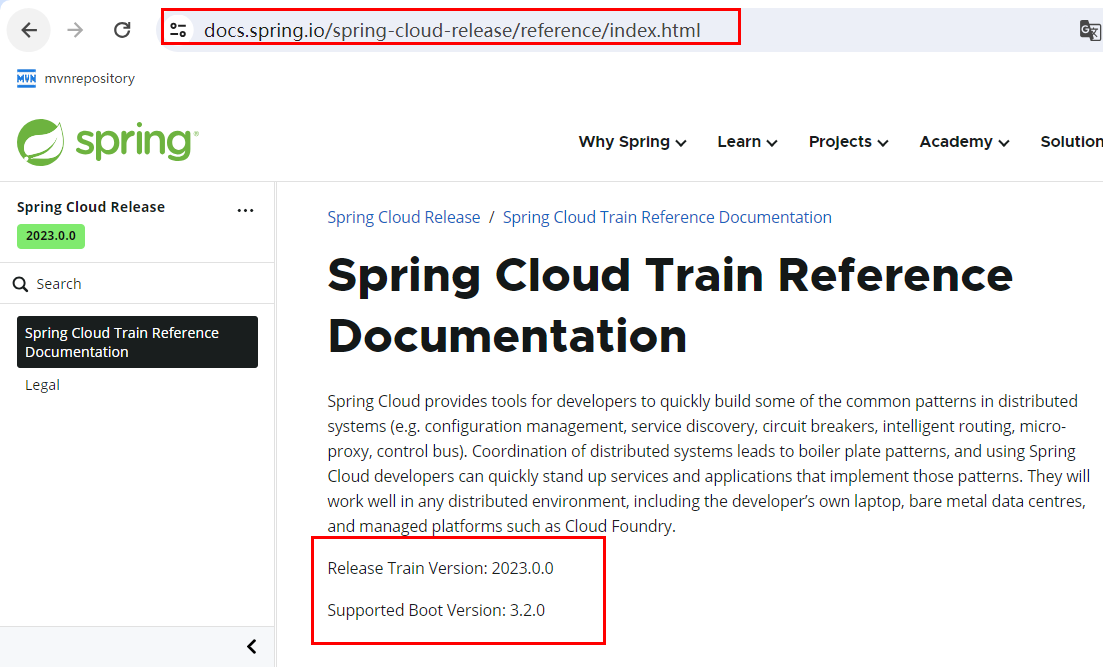 docs.spring.io/spring-cloud-release/reference/index.html
mvnrepository
spring
Why Spring
Learn
Projects
Academy
Solution
Spring Cloud Release
...
2023.0.0
Search
Spring Cloud Train Reference
Documentation
Legal
Spring Cloud Release / Spring Cloud Train Reference Documentation
Spring Cloud Train Reference
Documentation
Spring Cloud provides tools for developers to quickly build some of the common patterns in distributed
systems (e.g. configuration management, service discovery, circuit breakers, intelligent routing, micro-
proxy, control bus). Coordination of distributed systems leads to boiler plate patterns, and using Spring
Cloud developers can quickly stand up services and applications that implement those patterns. They will
work well in any distributed environment, including the developer’s own laptop, bare metal data centres,
and managed platforms such as Cloud Foundry.
Release Train Version: 2023.0.0
Supported Boot Version: 3.2.0